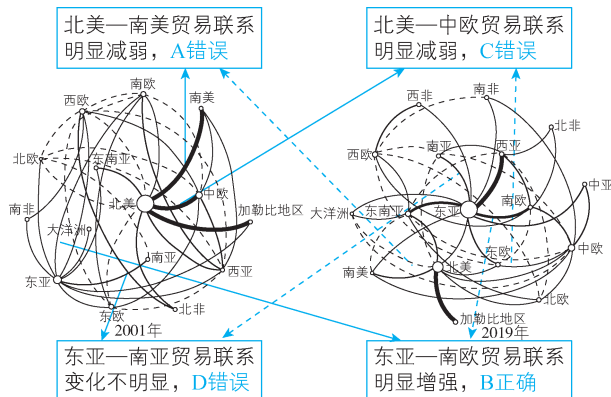 北美—南美贸易联系
明显减弱，A错误
北美—中欧贸易联系
明显减弱，C错误
南欧
西欧
南美
北欧
东南亚
北美
中欧
南非
大洋洲
加勒比地区
南亚
西亚
东亚
东欧
北非
2001年
西非
南非
北非
西欧
南亚
西亚
中亚
大洋洲
东南亚
东亚
南欧
东欧
中欧
南美
北美
北欧
加勒比地区
2019年
东亚—南亚贸易联系
变化不明显，D错误
东亚—南欧贸易联系
明显增强，B正确